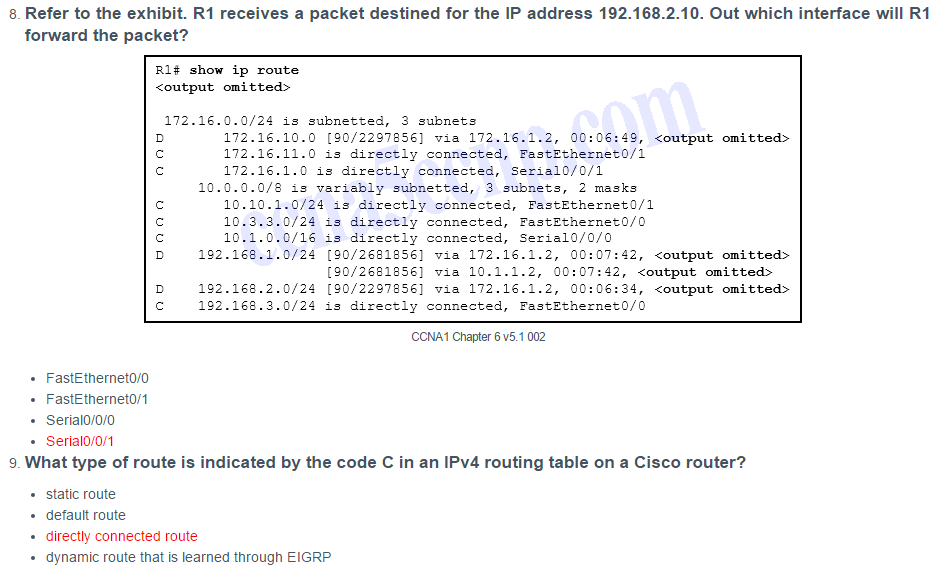 8. Refer to the exhibit. R1 receives a packet destined for the IP address 192.168.2.10. Out which interface will R1
forward the packet?
R1# show ip route
<output omitted>
172.16.0.0/24 is subnetted, 3 subnets
D 172.16.10.0 [90/2297856] via 172.16.1.2, 00:06:49, <output omitted>
C 172.16.11.0 is directly connected, FastEthernet0/1
C 172.16.1.0 is directly connected, Serial0/0/1
10.0.0.0/8 is variably subnetted, 3 subnets, 2 masks
C 10.10.1.0/24 is directly connected, FastEthernet0/1
C 10.3.3.0/24 is directly connected, FastEthernet0/0
C 10.1.0.0/16 is directly connected, Serial0/0/0
D 192.168.1.0/24 [90/2681856] via 172.16.1.2, 00:07:42, <output omitted>
[90/2681856] via 10.1.1.2, 00:07:42, <output omitted>
D 192.168.2.0/24 [90/2297856] via 172.16.1.2, 00:06:34, <output omitted>
C 192.168.3.0/24 is directly connected, FastEthernet0/0
CCNA1 Chapter 6 v5.1 002
• FastEthernet0/0
• FastEthernet0/1
• Serial0/0/0
• Serial0/0/1
9. What type of route is indicated by the code C in an IPv4 routing table on a Cisco router?
• static route
• default route
• directly connected route
• dynamic route that is learned through EIGRP